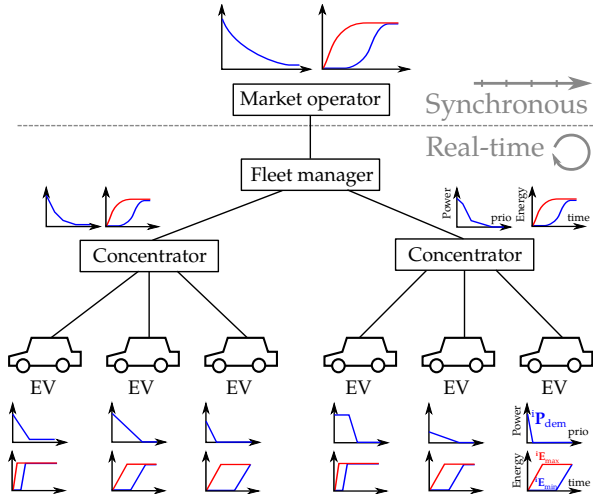 Market operator
Synchronous
Real-time
Fleet manager
Power
prio
Energy
time
Concentrator
Concentrator
EV
EV
EV
EV
EV
EV
Power
iPdem
prio
Energy
iEmax
iEmin
time